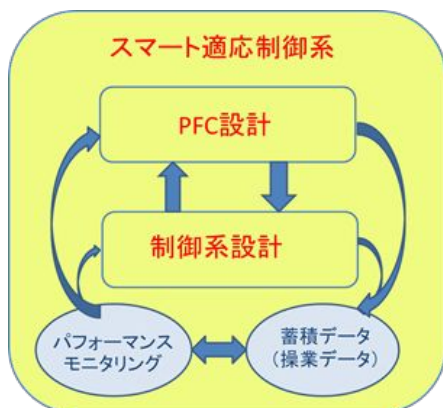 スマート適応制御系
PFC設計
制御系設計
パフォーマンス
モニタリング
蓄積データ
(操業データ)